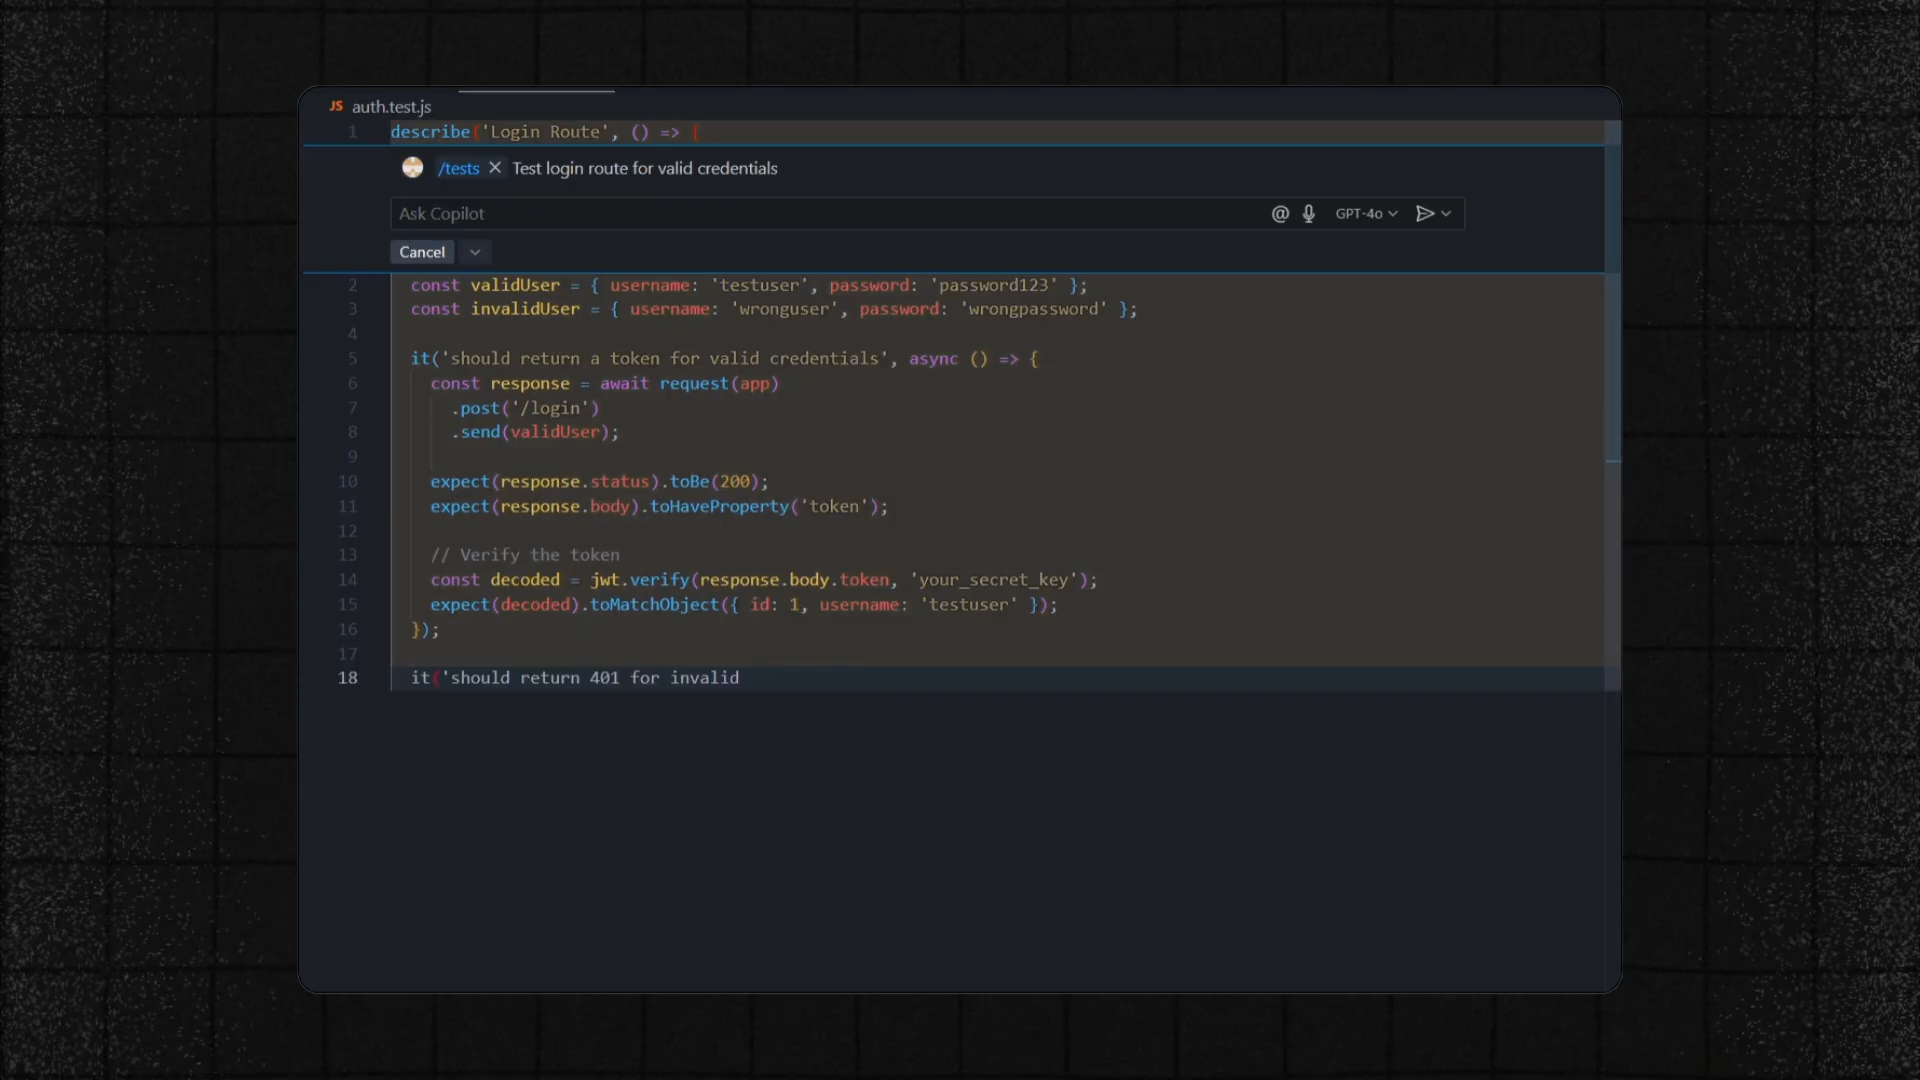 JS auth.test.js
1 describe('Login Route', () => {
/tests Test login route for valid credentials
Ask Copilot @ GPT-4o
Cancel
2 const validUser = { username: 'testuser', password: 'password123' };
3 const invalidUser = { username: 'wronguser', password: 'wrongpassword' };
4
5 it('should return a token for valid credentials', async () => {
6 const response = await request(app)
7 .post('/login')
8 .send(validUser);
9
10 expect(response.status).toBe(200);
11 expect(response.body).toHaveProperty('token');
12
13 // Verify the token
14 const decoded = jwt.verify(response.body.token, 'your_secret_key');
15 expect(decoded).toMatchObject({ id: 1, username: 'testuser' });
16 });
17
18 it('should return 401 for invalid